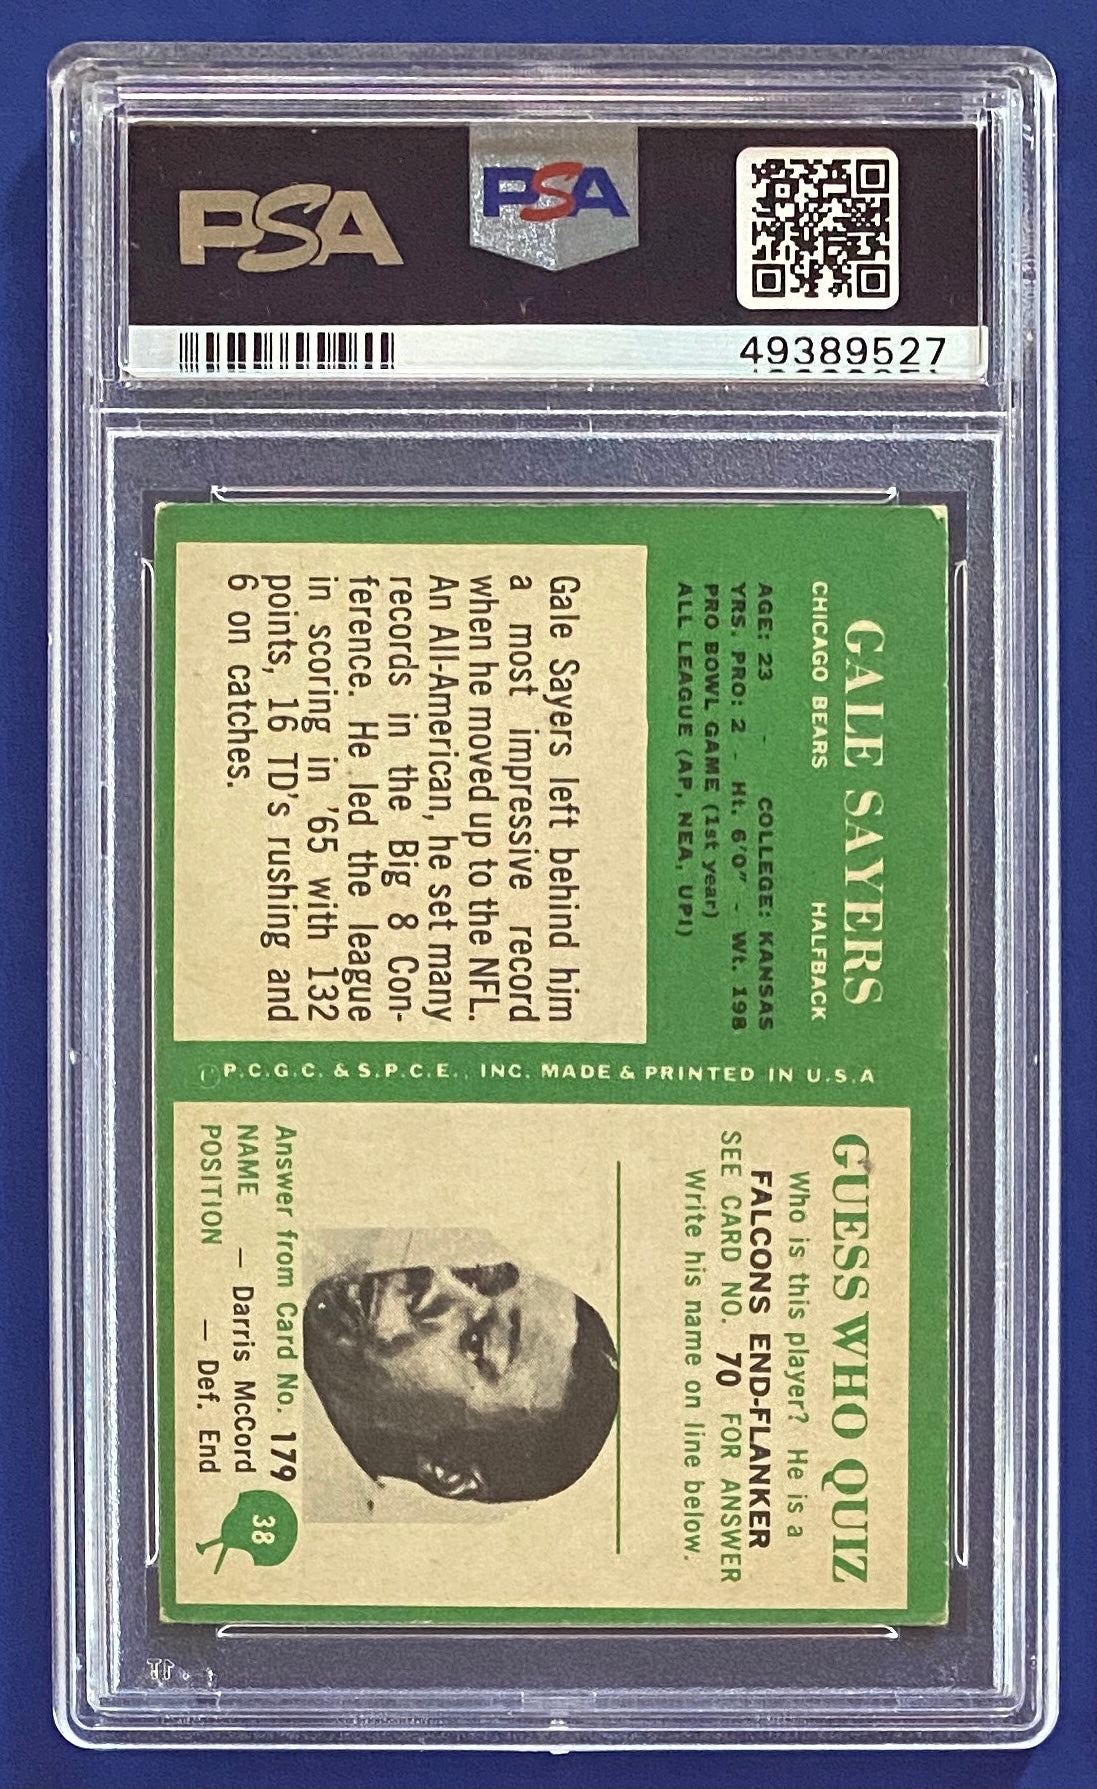 PSA
PSA
49389527
GALE SAYERS
CHICAGO BEARS HALFBACK
AGE: 23 - COLLEGE: KANSAS
YRS. PRO: 2 - Ht. 6'0" - Wt. 198
PRO BOWL GAME (1st year)
ALL LEAGUE (AP, NEA, UPI)
Gale Sayers left behind him
a most impressive record
when he moved up to the NFL.
An All-American, he set many
records in the Big 8 Con-
ference. He led the league
in scoring in '65 with 132
points, 16 TD's rushing and
6 on catches.
©P.C.G.C. & S.P.C.E., INC. MADE & PRINTED IN U.S.A
GUESS WHO QUIZ
Who is this player? He is a
FALCONS END-FLANKER
SEE CARD NO. 70 FOR ANSWER
Write his name on line below.
Answer from Card No. 179
NAME — Darris McCord
POSITION — Def. End
38